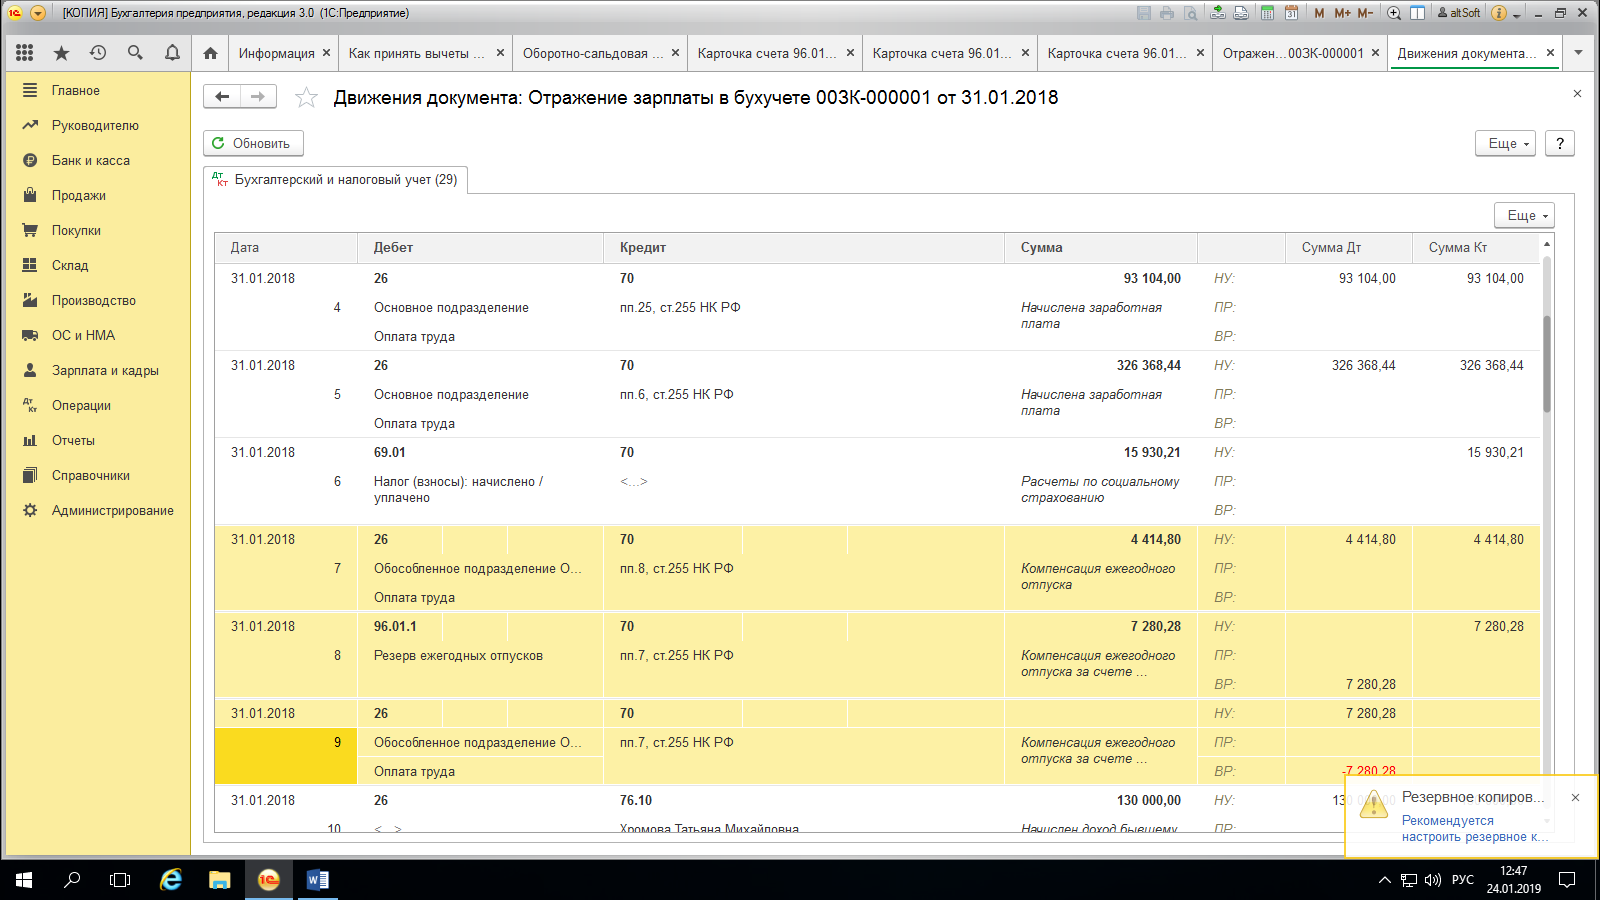 [КОПИЯ] Бухгалтерия предприятия, редакция 3.0 (1С:Предприятие)
M M+ M- altSoft
Информация × Как принять вычеты ... × Оборотно-сальдовая ... × Карточка счета 96.01... × Карточка счета 96.01... × Карточка счета 96.01... × Отражен...00ЗК-000001 × Движения документа... ×
Главное
Руководителю
Банк и касса
Продажи
Покупки
Склад
Производство
ОС и НМА
Зарплата и кадры
Операции
Отчеты
Справочники
Администрирование
Движения документа: Отражение зарплаты в бухучете 00ЗК-000001 от 31.01.2018
Обновить Еще ?
Бухгалтерский и налоговый учет (29)
Еще
Дата Дебет Кредит Сумма Сумма Дт Сумма Кт
31.01.2018 26 70 93 104,00 НУ: 93 104,00 93 104,00
4 Основное подразделение пп.25, ст.255 НК РФ Начислена заработная ПР:
плата
Оплата труда ВР:
31.01.2018 26 70 326 368,44 НУ: 326 368,44 326 368,44
5 Основное подразделение пп.6, ст.255 НК РФ Начислена заработная ПР:
плата
Оплата труда ВР:
31.01.2018 69.01 70 15 930,21 НУ: 15 930,21
6 Налог (взносы): начислено / <...> Расчеты по социальному ПР:
уплачено страхованию
ВР:
31.01.2018 26 70 4 414,80 НУ: 4 414,80 4 414,80
7 Обособленное подразделение О... пп.8, ст.255 НК РФ Компенсация ежегодного ПР:
отпуска
Оплата труда ВР:
31.01.2018 96.01.1 70 7 280,28 НУ: 7 280,28
8 Резерв ежегодных отпусков пп.7, ст.255 НК РФ Компенсация ежегодного ПР:
отпуска за счете ...
ВР: 7 280,28
31.01.2018 26 70 НУ: 7 280,28
9 Обособленное подразделение О... пп.7, ст.255 НК РФ Компенсация ежегодного ПР:
отпуска за счете ...
Оплата труда ВР: -7 280,28
31.01.2018 26 76.10 130 000,00 НУ:
10 <...> Хромова Татьяна Михайловна Начислен доход бывшему ПР:
Резервное копиров... ×
Рекомендуется
настроить резервное к...
РУС 12:47
24.01.2019